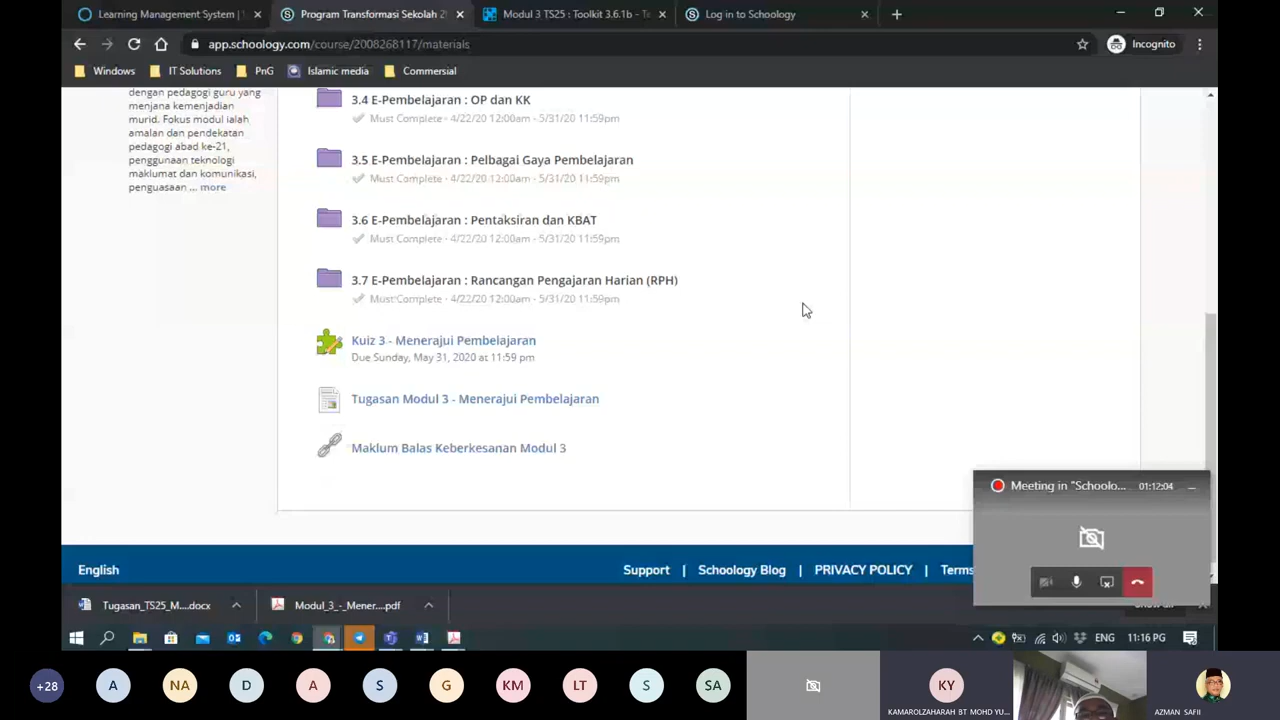 Learning Management System |
Program Transformasi Sekolah 2
Modul 3 TS25 : Toolkit 3.6.1b -
Log in to Schoology
app.schoology.com/course/2008268117/materials
Incognito
Windows
IT Solutions
PnG
Islamic media
Commersial
dengan pedagogi guru yang
menjana kemenjadian
murid. Fokus modul ialah
amalan dan pendekatan
pedagogi abad ke-21,
penggunaan teknologi
maklumat dan komunikasi,
penguasaan ... more
3.4 E-Pembelajaran : OP dan KK
Must Complete · 4/22/20 12:00am - 5/31/20 11:59pm
3.5 E-Pembelajaran : Pelbagai Gaya Pembelajaran
Must Complete · 4/22/20 12:00am - 5/31/20 11:59pm
3.6 E-Pembelajaran : Pentaksiran dan KBAT
Must Complete · 4/22/20 12:00am - 5/31/20 11:59pm
3.7 E-Pembelajaran : Rancangan Pengajaran Harian (RPH)
Must Complete · 4/22/20 12:00am - 5/31/20 11:59pm
Kuiz 3 - Menerajui Pembelajaran
Due Sunday, May 31, 2020 at 11:59 pm
Tugasan Modul 3 - Menerajui Pembelajaran
Maklum Balas Keberkesanan Modul 3
Meeting in "Schoolo...
01:12:04
English
Support | Schoology Blog | PRIVACY POLICY | Terms
Tugasan_TS25_M....docx
Modul_3_-_Mener....pdf
ENG
11:16 PG
+28
A
NA
D
A
S
G
KM
LT
S
SA
KY
KAMAROLZAHARAH BT MOHD YU...
AZMAN SAFII